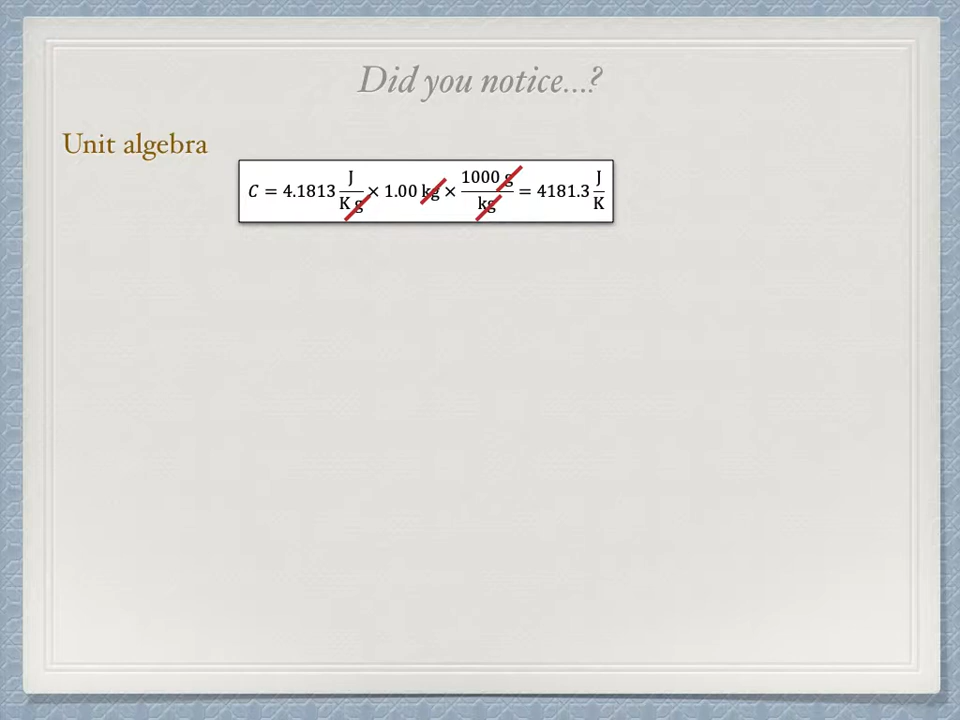 Did you notice...?
Unit algebra
C = 4.1813 J/(K g) × 1.00 kg × 1000 g/kg = 4181.3 J/K